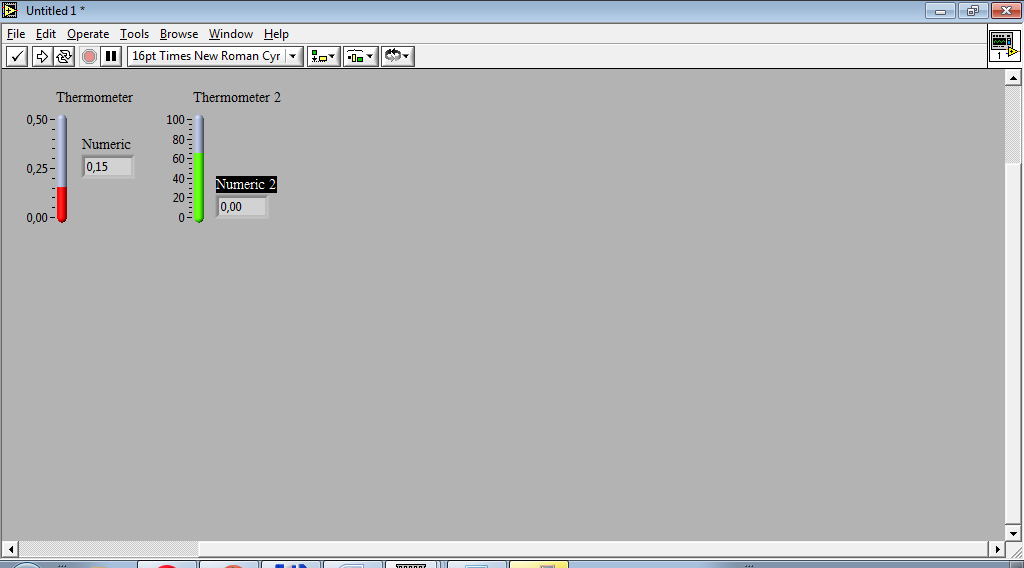 Untitled 1 *
File Edit Operate Tools Browse Window Help
16pt Times New Roman Cyr
1
Thermometer
0,50
0,25
0,00
Numeric
0,15
Thermometer 2
100
80
60
40
20
0
Numeric 2
0,00